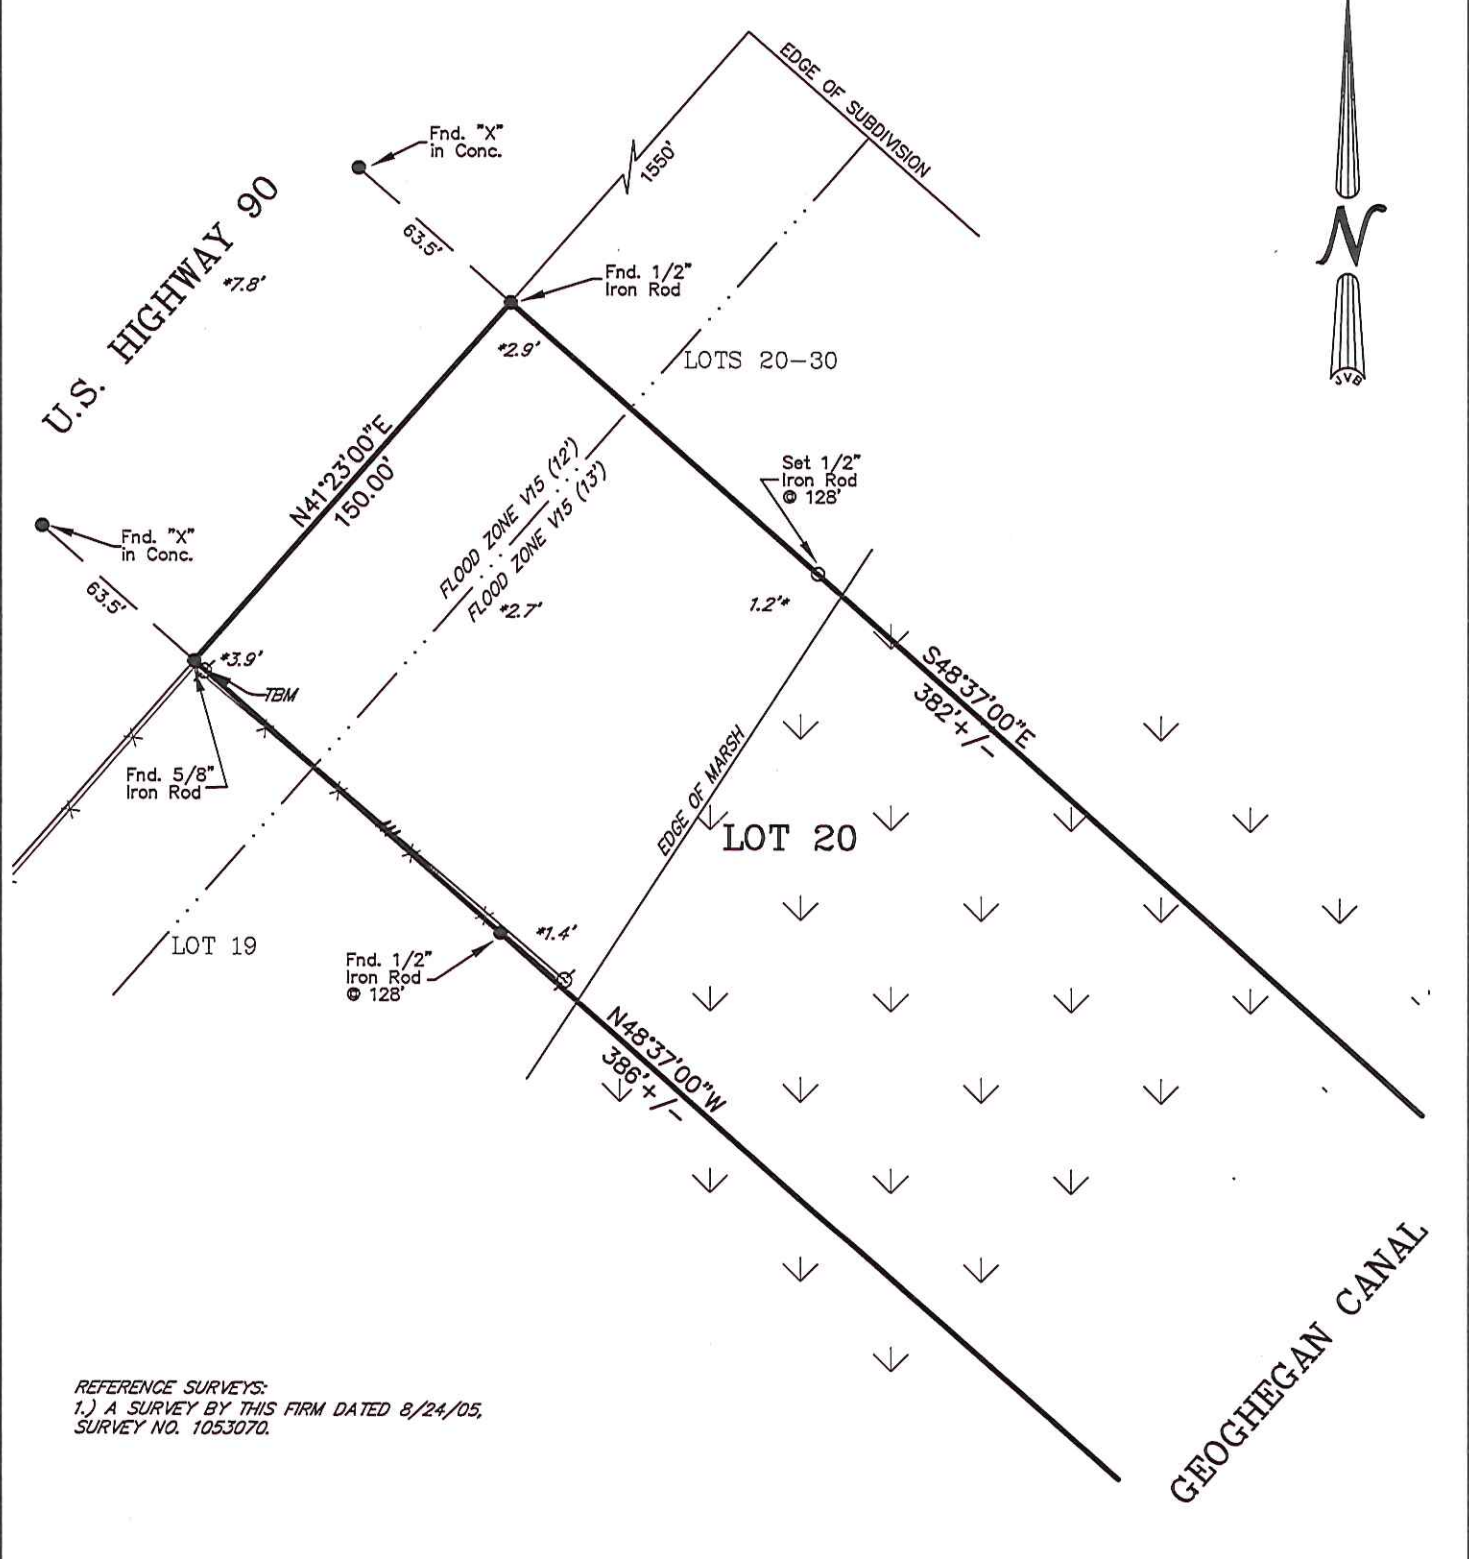 EDGE OF SUBDIVISION
Fnd. "X"
in Conc.
1550'
U.S. HIGHWAY 90
63.5'
*7.8'
N
JVB
Fnd. 1/2"
Iron Rod
*2.9'
LOTS 20-30
N41°23'00"E
150.00'
FLOOD ZONE V15 (12')
FLOOD ZONE V15 (13')
Set 1/2"
Iron Rod
@ 128'
Fnd. "X"
in Conc.
63.5'
*2.7'
1.2'*
*3.9'
TBM
S48°37'00"E
382'+/-
Fnd. 5/8"
Iron Rod
EDGE OF MARSH
LOT 20
LOT 19
*1.4'
Fnd. 1/2"
Iron Rod
@ 128'
N48°37'00"W
386'+/-
GEOGHEGAN CANAL
REFERENCE SURVEYS:
1.) A SURVEY BY THIS FIRM DATED 8/24/05,
SURVEY NO. 1053070.